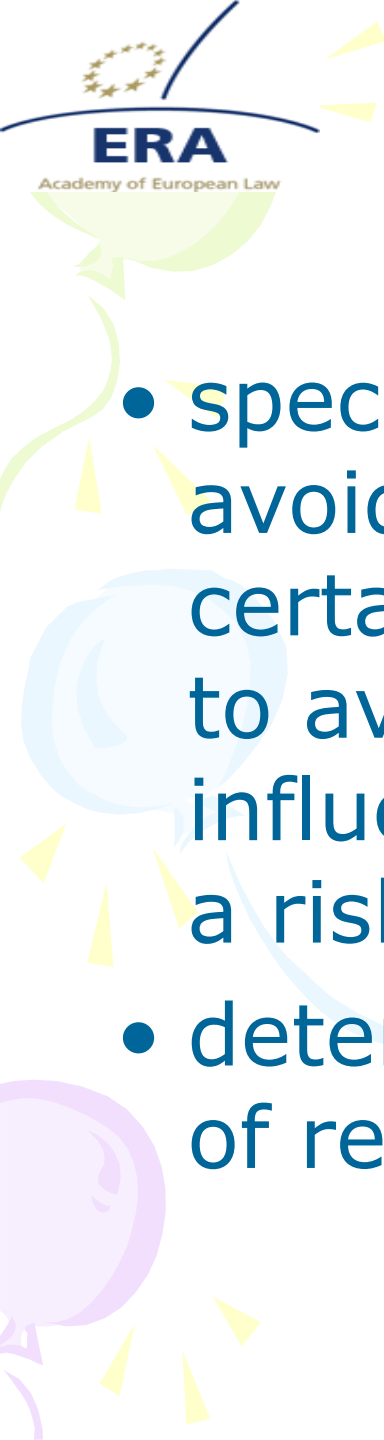 ERA
Academy of European Law
• spec
avoid
certa
to av
influe
a risk
• deter
of re